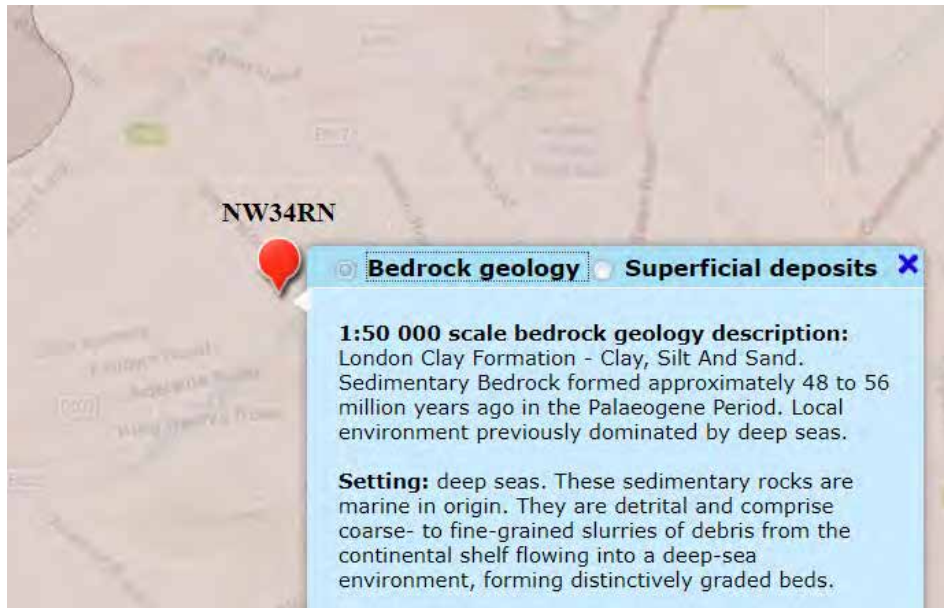 NW34RN
Bedrock geology Superficial deposits X
1:50 000 scale bedrock geology description:
London Clay Formation - Clay, Silt And Sand.
Sedimentary Bedrock formed approximately 48 to 56
million years ago in the Palaeogene Period. Local
environment previously dominated by deep seas.
Setting: deep seas. These sedimentary rocks are
marine in origin. They are detrital and comprise
coarse- to fine-grained slurries of debris from the
continental shelf flowing into a deep-sea
environment, forming distinctively graded beds.